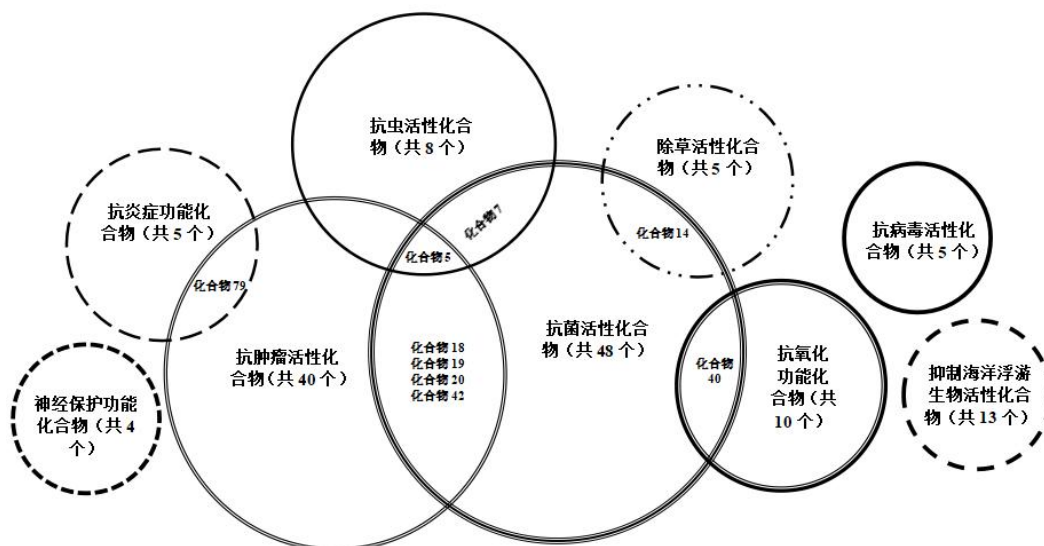 抗虫活性化合
物（共 8 个）
除草活性化合
物（共 5 个）
抗炎症功能化
合物（共 5 个）
化合物 7
化合物 14
抗病毒活性化
合物（共 5 个）
化合物 5
化合物 79
抗肿瘤活性化
合物（共 40 个）
化合物 18
化合物 19
化合物 20
化合物 42
抗菌活性化合
物（共 48 个）
化合物
40
抗氧化
功能化
合物（共
10 个）
抑制海洋浮游
生物活性化合
物（共 13 个）
神经保护功能
化合物（共 4
个）